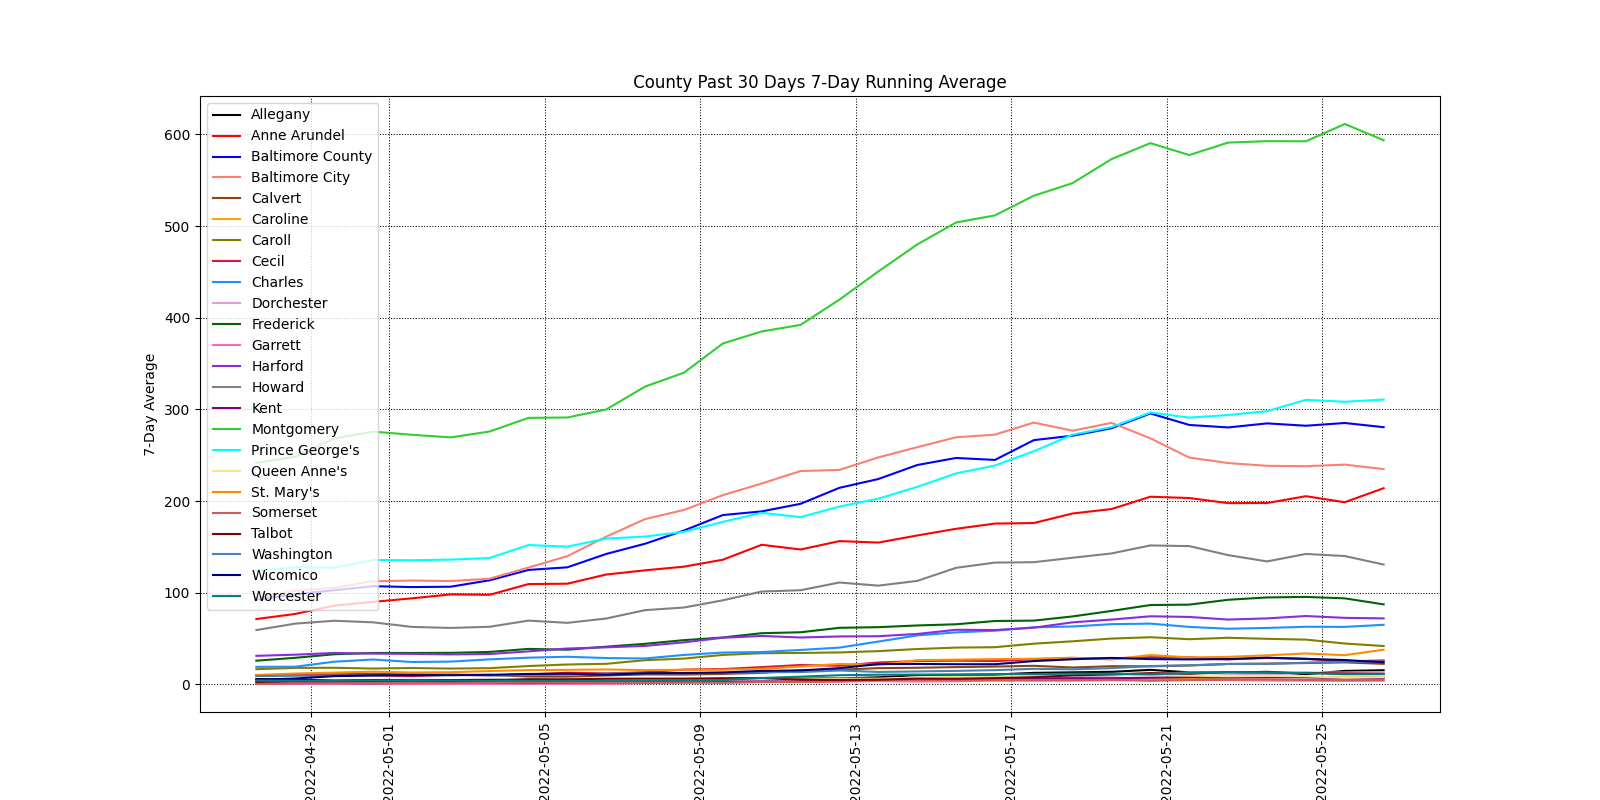 County Past 30 Days 7-Day Running Average
7-Day Average
600
500
400
300
200
100
0
Allegany
Anne Arundel
Baltimore County
Baltimore City
Calvert
Caroline
Caroll
Cecil
Charles
Dorchester
Frederick
Garrett
Harford
Howard
Kent
Montgomery
Prince George's
Queen Anne's
St. Mary's
Somerset
Talbot
Washington
Wicomico
Worcester
2022-04-29
2022-05-01
2022-05-05
2022-05-09
2022-05-13
2022-05-17
2022-05-21
2022-05-25